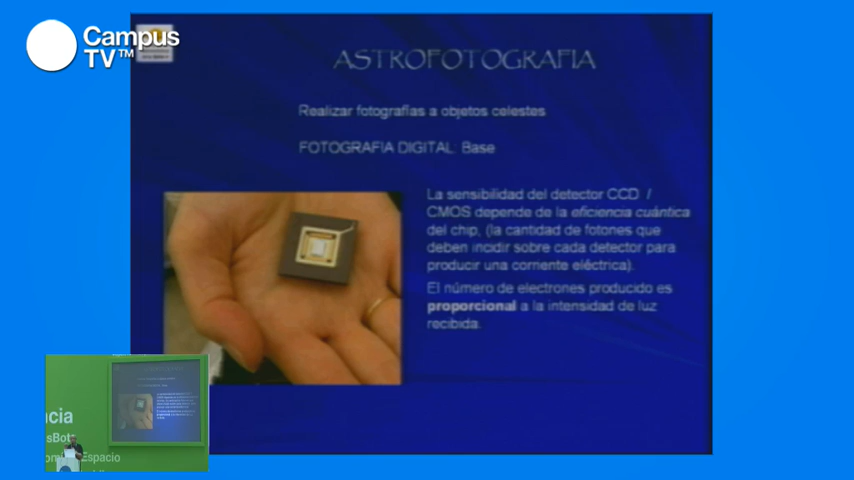 Campus
TV™
ASTROFOTOGRAFIA
Realizar fotografías a objetos celestes
FOTOGRAFIA DIGITAL: Base
La sensibilidad del detector CCD /
CMOS depende de la eficiencia cuántica
del chip, (la cantidad de fotones que
deben incidir sobre cada detector para
producir una corriente eléctrica).
El número de electrones producido es
proporcional a la intensidad de luz
recibida.
ncia
sBot
Espacio